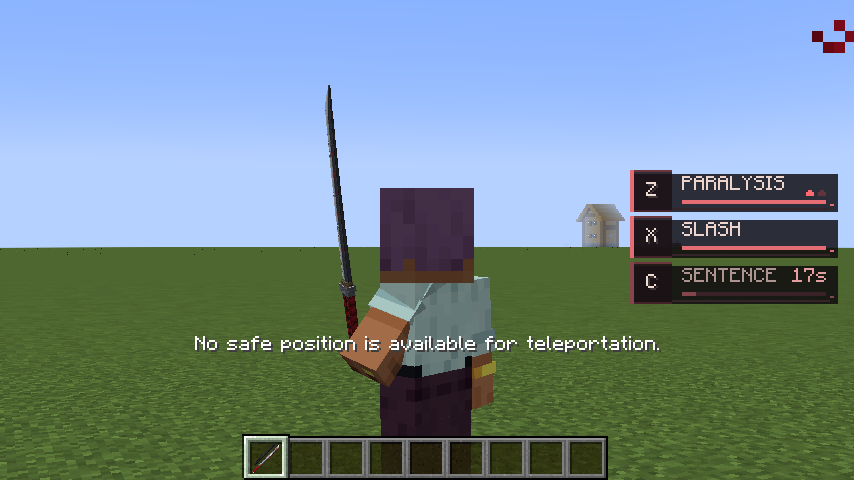 Z PARALYSIS
X SLASH
C SENTENCE 17s
No safe position is available for teleportation.